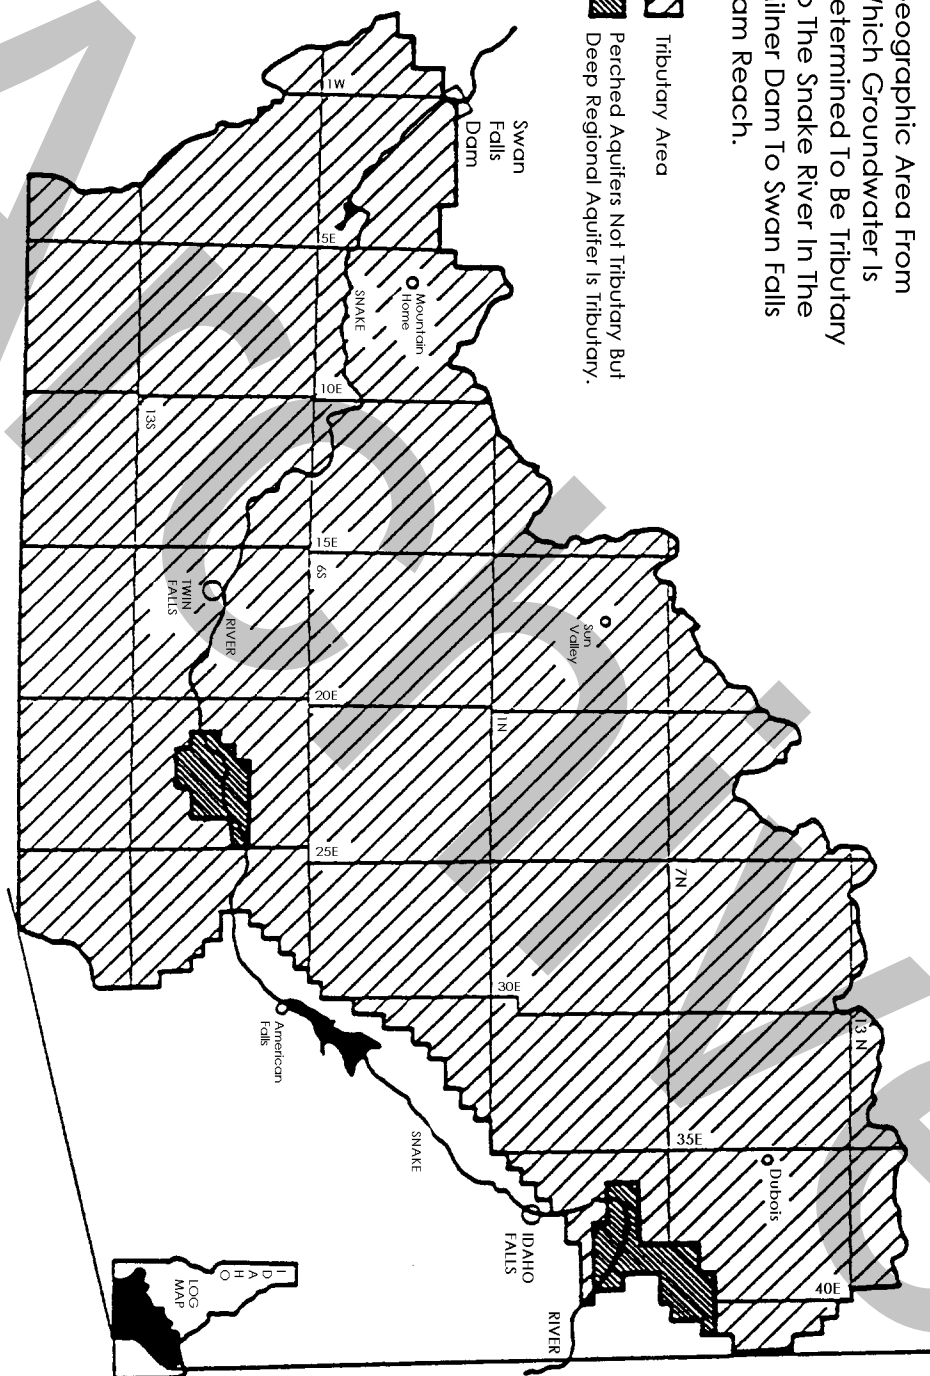 eographic Area From
Which Groundwater Is
etermined To Be Tributary
o The Snake River In The
ilner Dam To Swan Falls
am Reach.
Tributary Area
Perched Aquifers Not Tributary But
Deep Regional Aquifer Is Tributary.
Swan
Falls
Dam
1W
5E
Mountain
Home
SNAKE
10E
13S
15E
6S
TWIN
FALLS
RIVER
Sun
Valley
20E
1N
25E
7N
30E
13 N
American
Falls
SNAKE
35E
Dubois
IDAHO
FALLS
40E
RIVER
IDAHO
LOG
MAP
Archive